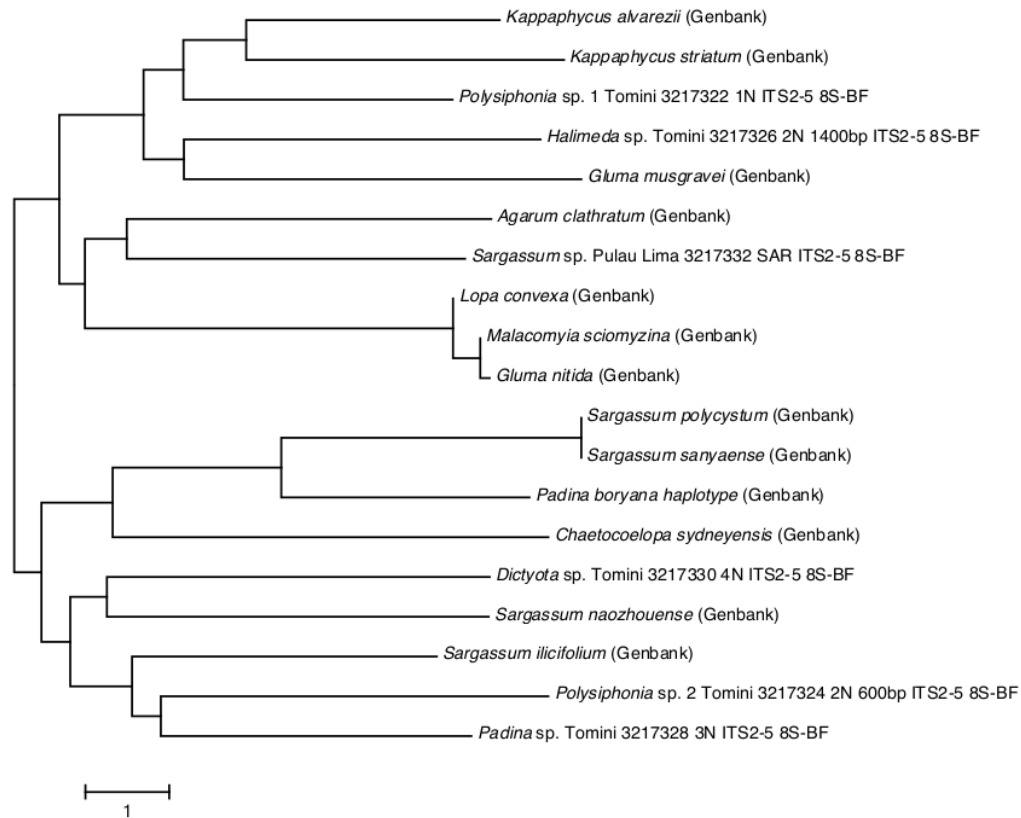 Kappaphycus alvarezii (Genbank)
Kappaphycus striatum (Genbank)
Polysiphonia sp. 1 Tomini 3217322 1N ITS2-5 8S-BF
Halimeda sp. Tomini 3217326 2N 1400bp ITS2-5 8S-BF
Gluma musgravei (Genbank)
Agarum clathratum (Genbank)
Sargassum sp. Pulau Lima 3217332 SAR ITS2-5 8S-BF
Lopa convexa (Genbank)
Malacomyia sciomyzina (Genbank)
Gluma nitida (Genbank)
Sargassum polycystum (Genbank)
Sargassum sanyaense (Genbank)
Padina boryana haplotype (Genbank)
Chaetocoelopa sydneyensis (Genbank)
Dictyota sp. Tomini 3217330 4N ITS2-5 8S-BF
Sargassum naozhouense (Genbank)
Sargassum ilicifolium (Genbank)
Polysiphonia sp. 2 Tomini 3217324 2N 600bp ITS2-5 8S-BF
Padina sp. Tomini 3217328 3N ITS2-5 8S-BF
1